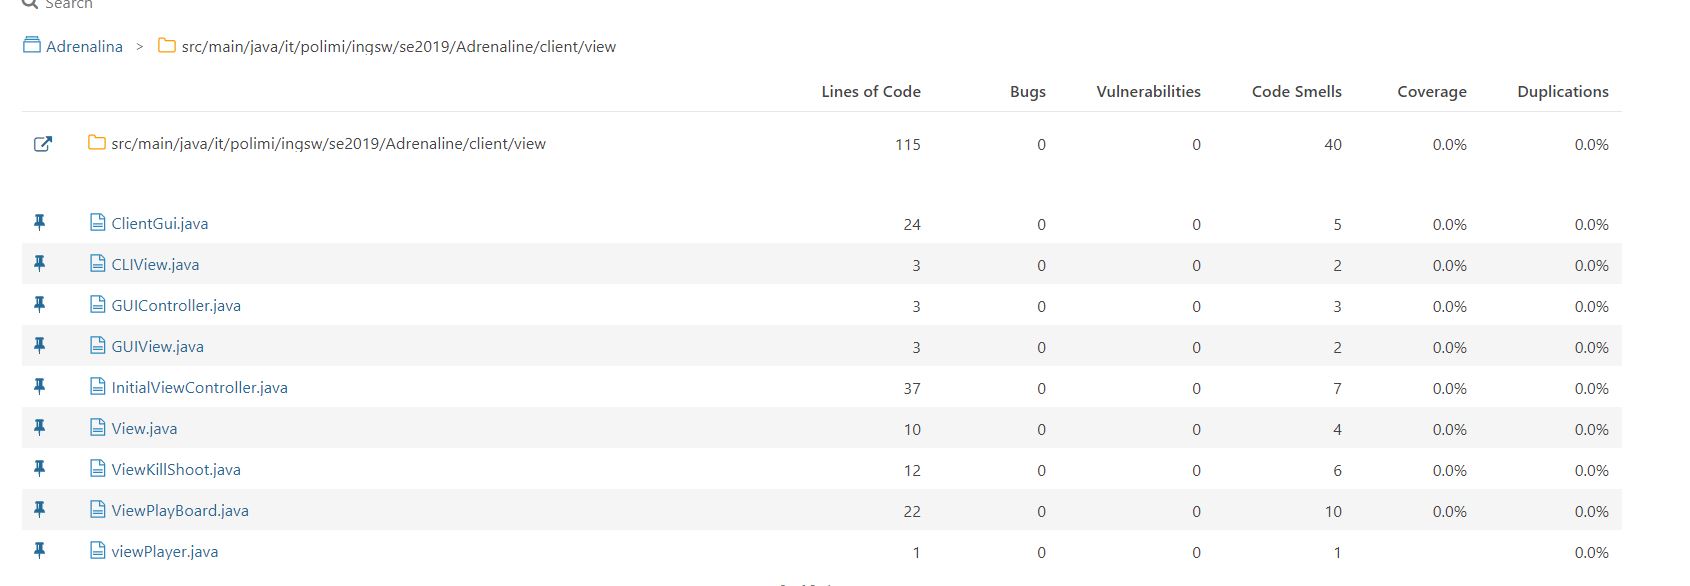 Search
Adrenalina > src/main/java/it/polimi/ingsw/se2019/Adrenaline/client/view
Lines of Code Bugs Vulnerabilities Code Smells Coverage Duplications
src/main/java/it/polimi/ingsw/se2019/Adrenaline/client/view 115 0 0 40 0.0% 0.0%
ClientGui.java 24 0 0 5 0.0% 0.0%
CLIView.java 3 0 0 2 0.0% 0.0%
GUIController.java 3 0 0 3 0.0% 0.0%
GUIView.java 3 0 0 2 0.0% 0.0%
InitialViewController.java 37 0 0 7 0.0% 0.0%
View.java 10 0 0 4 0.0% 0.0%
ViewKillShoot.java 12 0 0 6 0.0% 0.0%
ViewPlayBoard.java 22 0 0 10 0.0% 0.0%
viewPlayer.java 1 0 0 1 0.0%